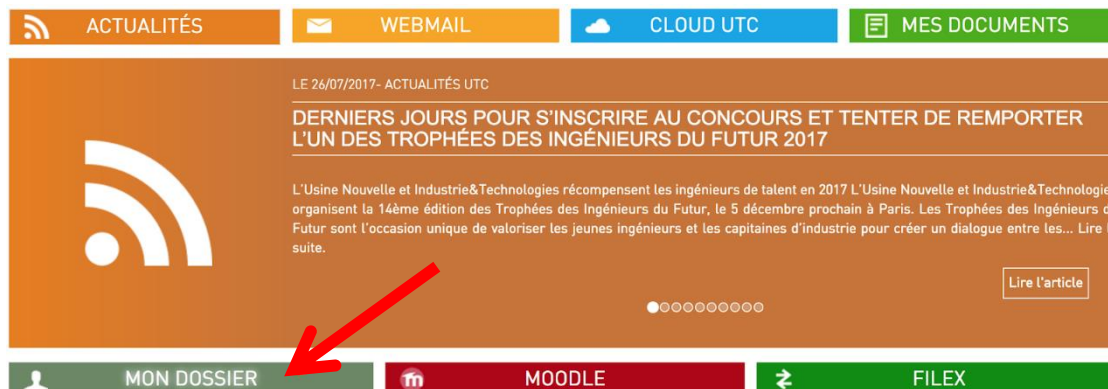 ACTUALITÉS
WEBMAIL
CLOUD UTC
MES DOCUMENTS
LE 26/07/2017- ACTUALITÉS UTC
DERNIERS JOURS POUR S'INSCRIRE AU CONCOURS ET TENTER DE REMPORTER
L'UN DES TROPHÉES DES INGÉNIEURS DU FUTUR 2017
L'Usine Nouvelle et Industrie&Technologies récompensent les ingénieurs de talent en 2017 L'Usine Nouvelle et Industrie&Technologie
organisent la 14ème édition des Trophées des Ingénieurs du Futur, le 5 décembre prochain à Paris. Les Trophées des Ingénieurs
Futur sont l'occasion unique de valoriser les jeunes ingénieurs et les capitaines d'industrie pour créer un dialogue entre les... Lire
suite.
Lire l'article
MON DOSSIER
MOODLE
FILEX